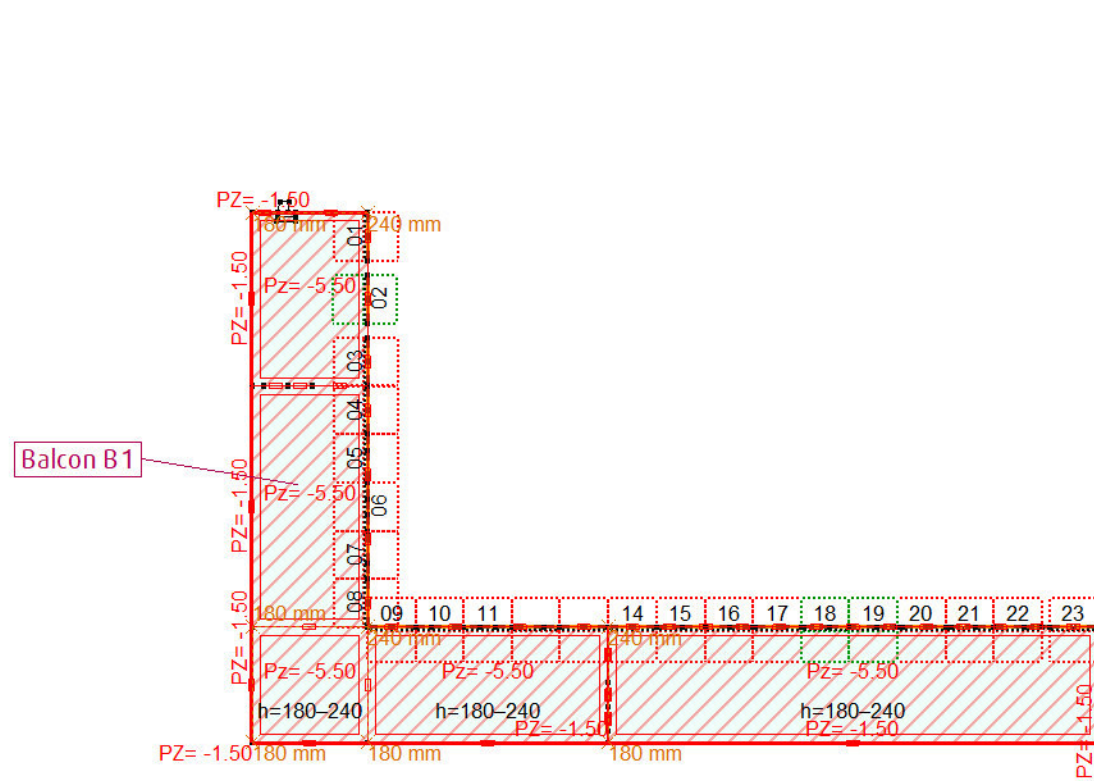 PZ= -1.50
180 mm
240 mm
01
PZ= -1.50
Pz= -5.50
02
03
04
Balcon B1
05
PZ= -1.50
Pz= -5.50
06
07
08
PZ= -1.50
180 mm
09 10 11 14 15 16 17 18 19 20 21 22 23
240 mm
240 mm
Pz= -5.50
Pz= -5.50
Pz= -5.50
h=180–240
h=180–240
h=180–240
PZ= -1.50
PZ= -1.50
PZ= -1.50
PZ= -1.50
180 mm
180 mm
180 mm